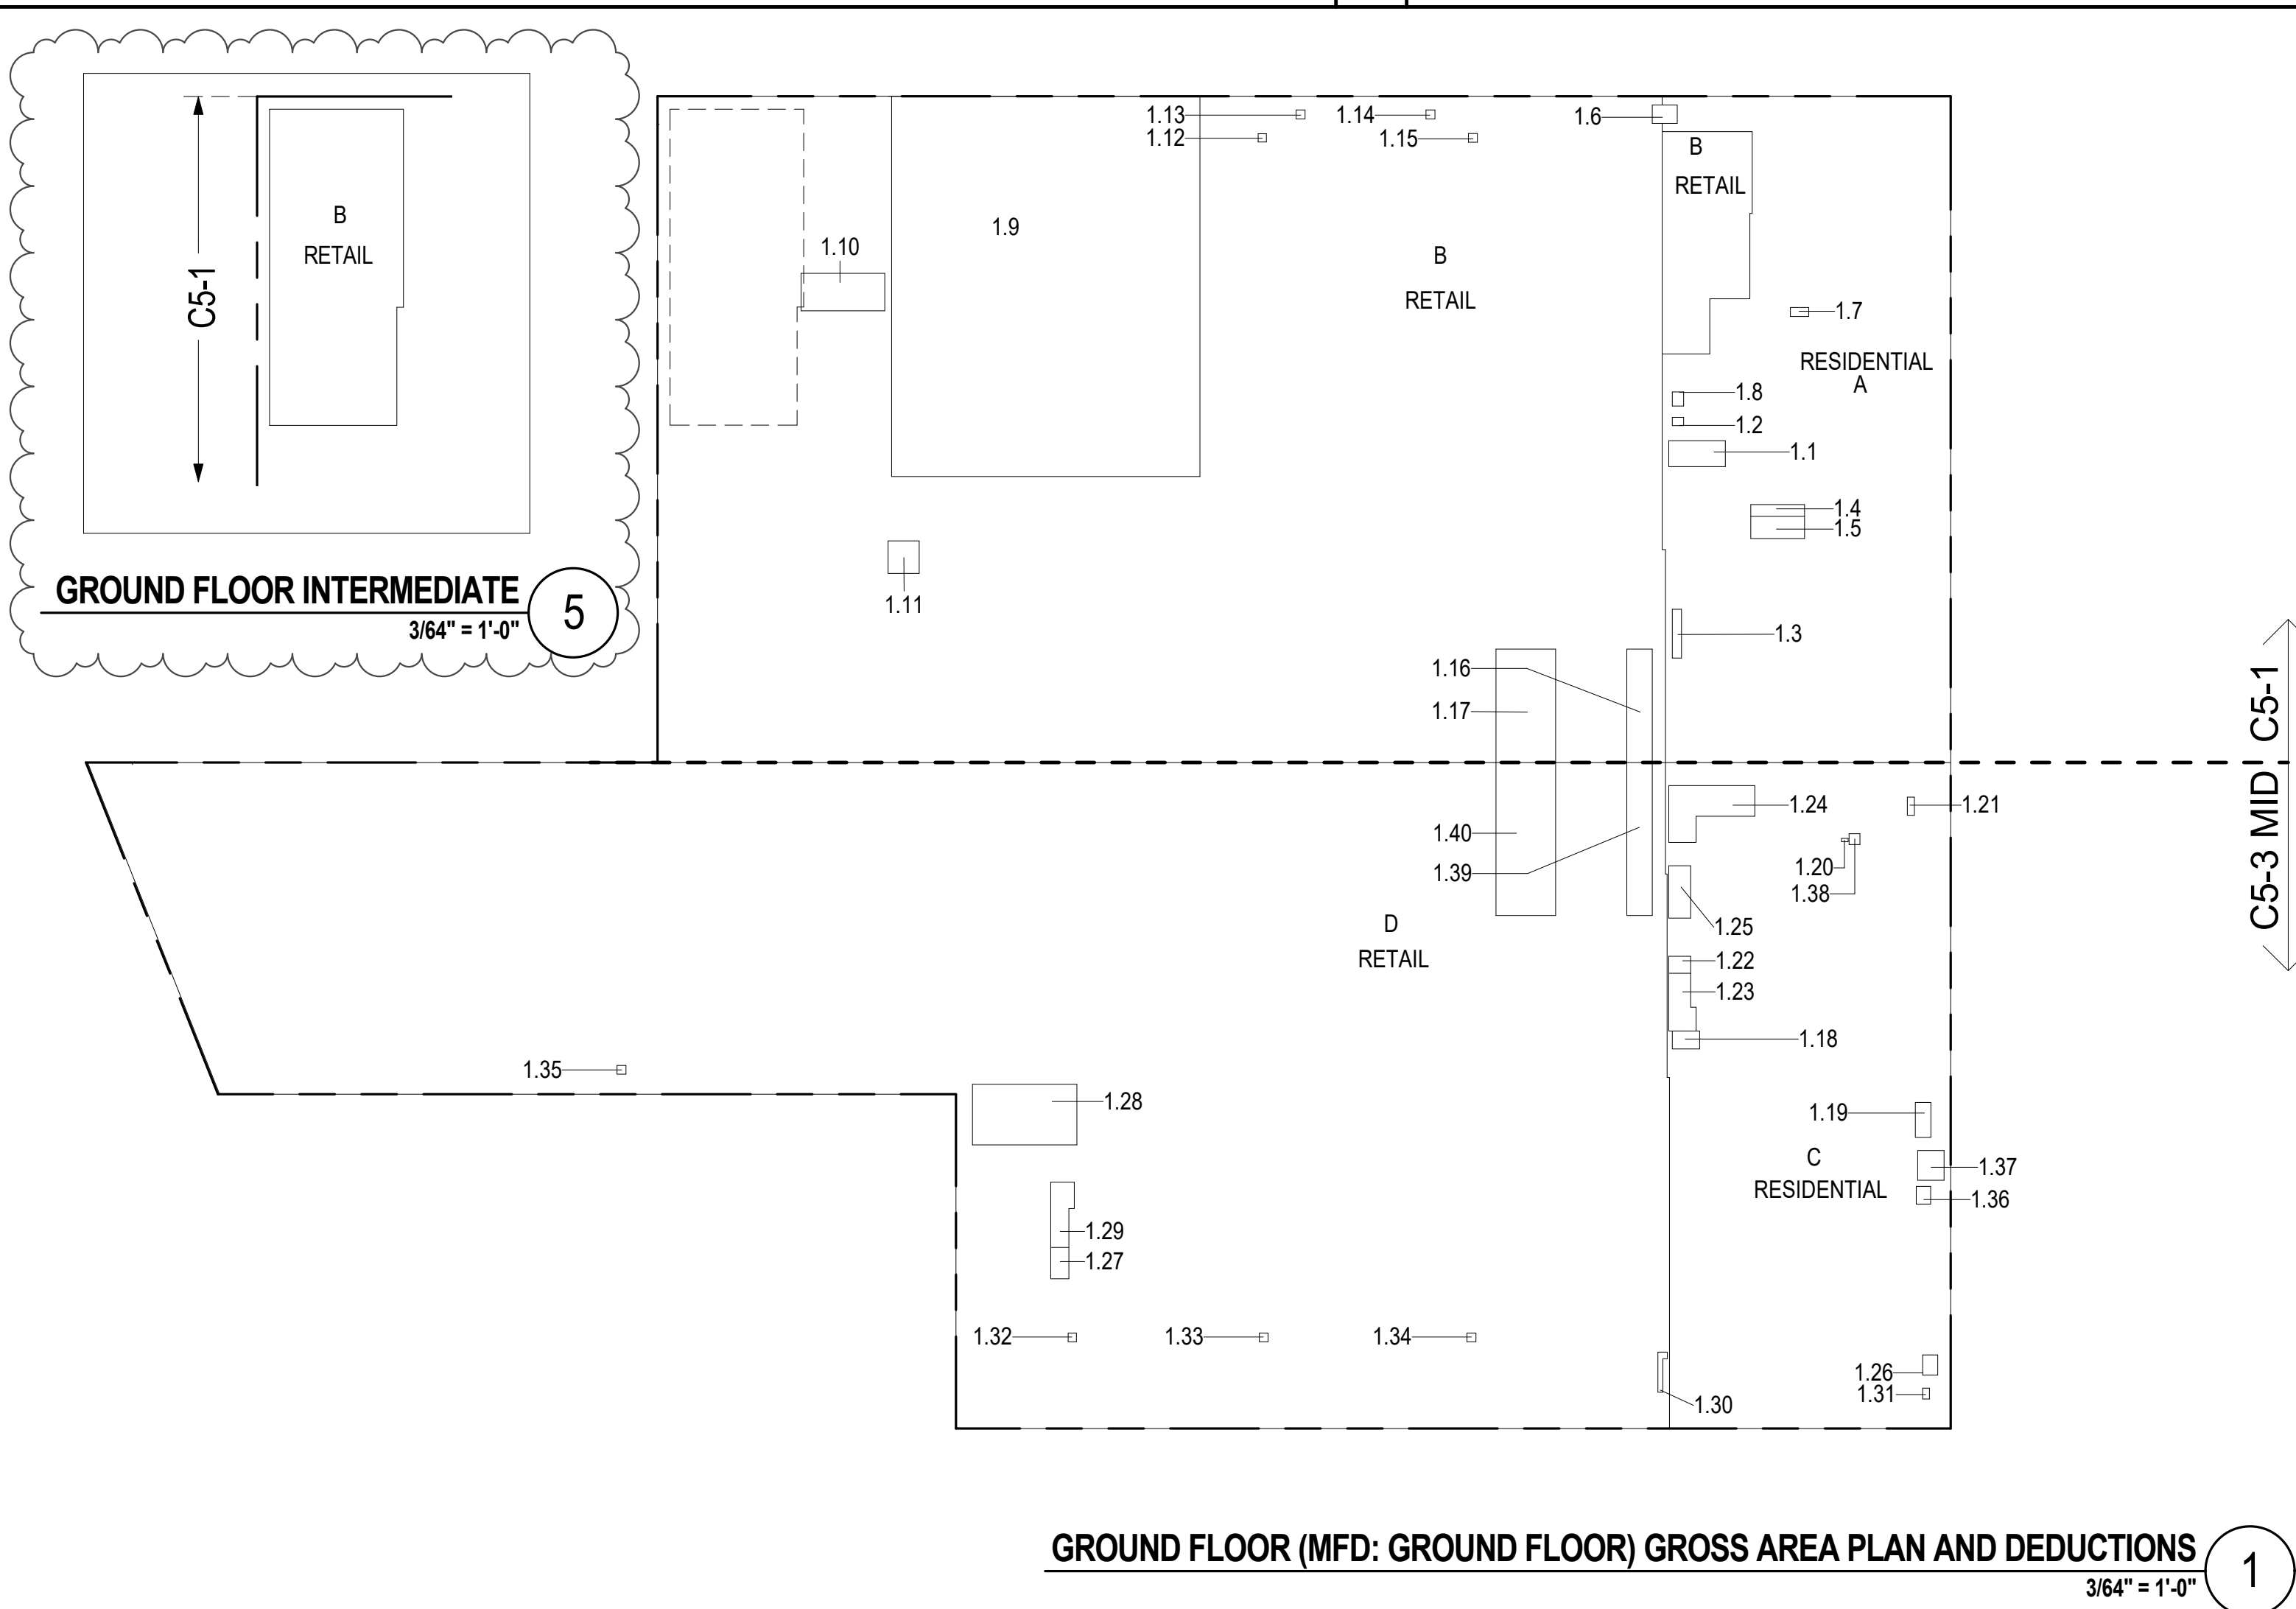 B
RETAIL
C5-1
GROUND FLOOR INTERMEDIATE
3/64" = 1'-0"
5
1.13
1.14
1.6
1.12
1.15
B
RETAIL
1.9
1.10
B
RETAIL
1.7
RESIDENTIAL
A
1.8
1.2
1.1
1.4
1.5
1.11
1.3
1.16
1.17
C5-3 MID C5-1
1.24
1.21
1.40
1.20
1.39
1.38
D
RETAIL
1.25
1.22
1.23
1.18
1.35
1.28
1.19
C
RESIDENTIAL
1.37
1.36
1.29
1.27
1.32
1.33
1.34
1.26
1.31
1.30
GROUND FLOOR (MFD: GROUND FLOOR) GROSS AREA PLAN AND DEDUCTIONS
3/64" = 1'-0"
1